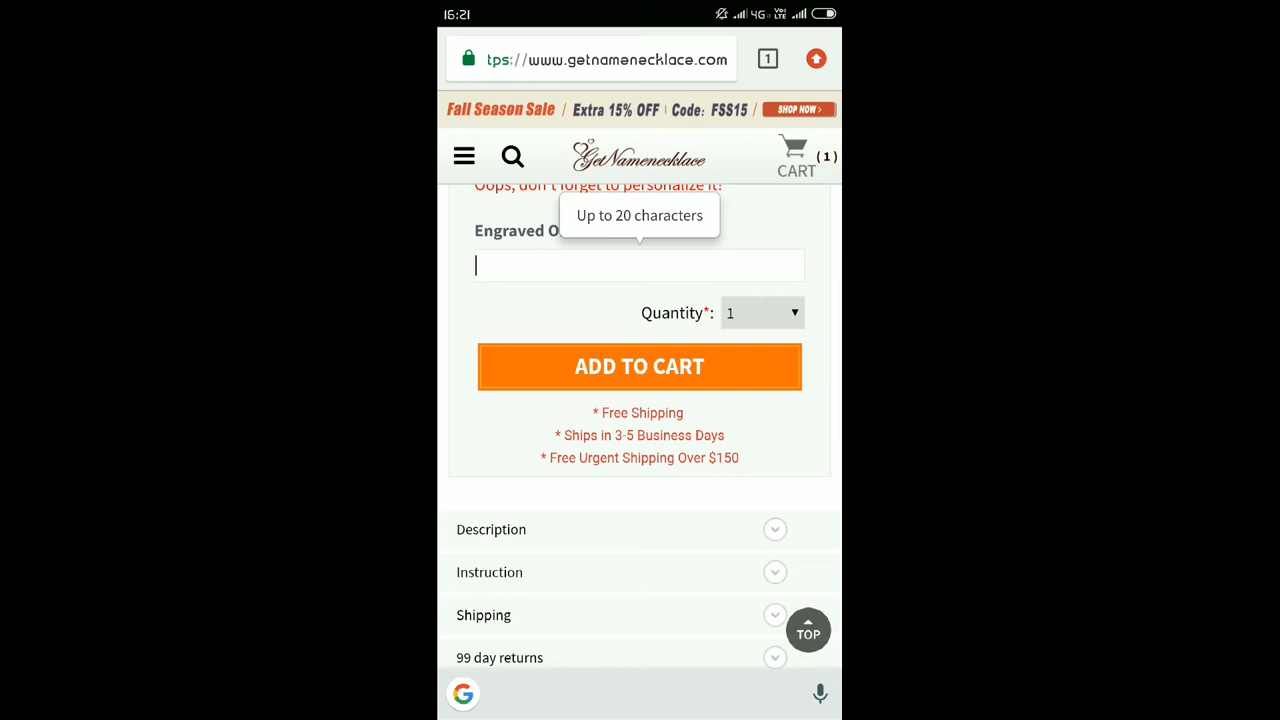 16:21 4G Vo LTE
tps://www.getnamenecklace.com 1
Fall Season Sale / Extra 15% OFF | Code: FSS15 / SHOP NOW >
GetNamenecklace CART (1)
Oops, don't forget to personalize it!
Up to 20 characters
Engraved O
Quantity*: 1
ADD TO CART
* Free Shipping
* Ships in 3-5 Business Days
* Free Urgent Shipping Over $150
Description
Instruction
Shipping
TOP
99 day returns